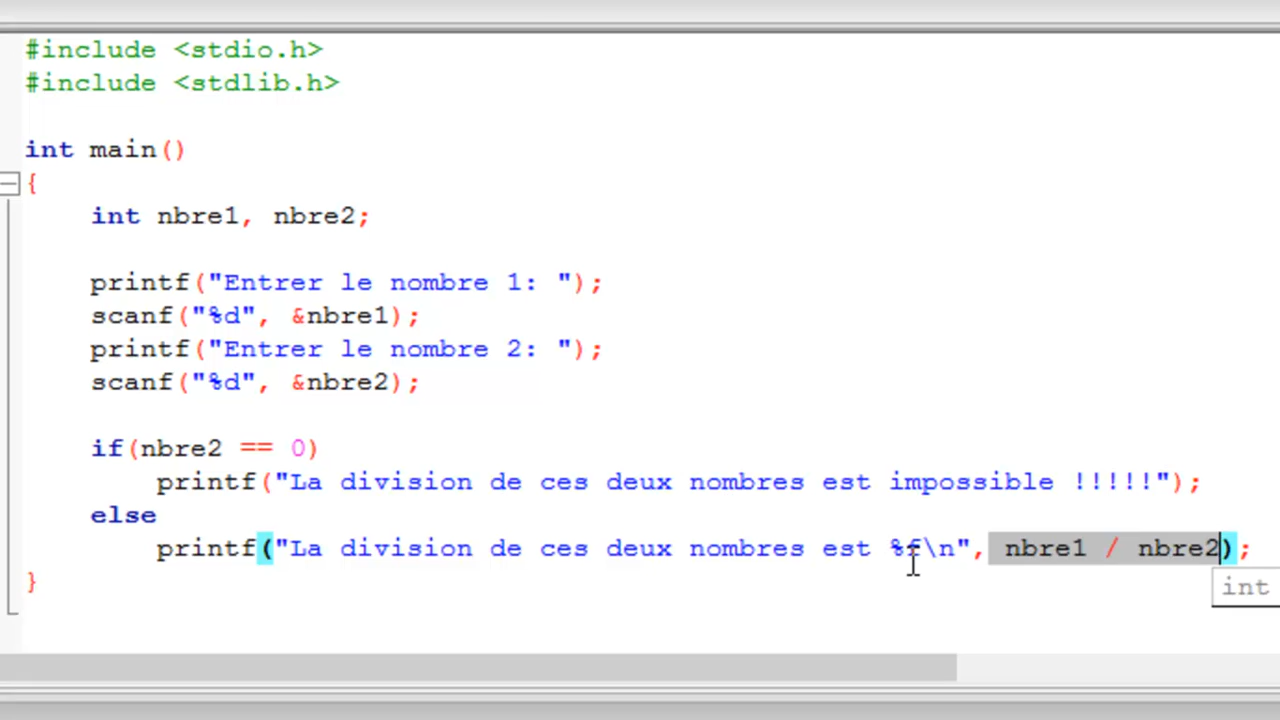 #include <stdio.h>
#include <stdlib.h>
int main()
{
int nbre1, nbre2;
printf("Entrer le nombre 1: ");
scanf("%d", &nbre1);
printf("Entrer le nombre 2: ");
scanf("%d", &nbre2);
if(nbre2 == 0)
printf("La division de ces deux nombres est impossible !!!!!");
else
printf("La division de ces deux nombres est %f\n", nbre1 / nbre2);
int
}